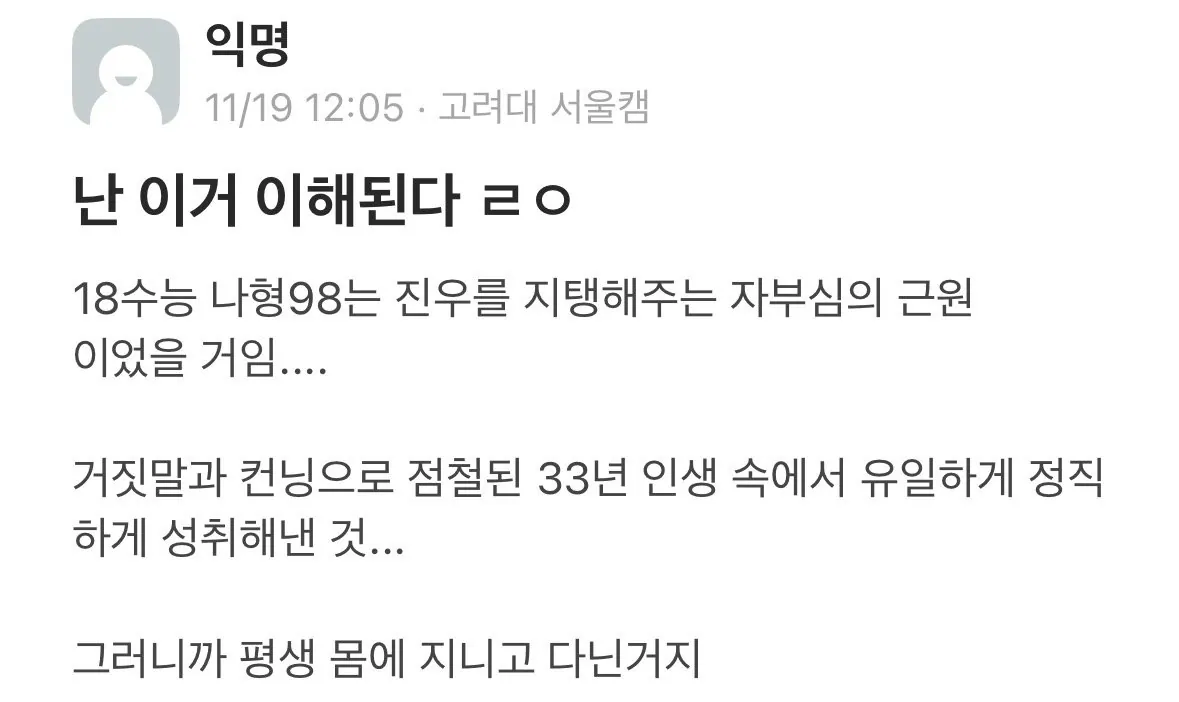 익명
11/19 12:05 · 고려대 서울캠
난 이거 이해된다 ㄹㅇ
18수능 나형98는 진우를 지탱해주는 자부심의 근원
이었을 거임....
거짓말과 컨닝으로 점철된 33년 인생 속에서 유일하게 정직
하게 성취해낸 것...
그러니까 평생 몸에 지니고 다닌거지